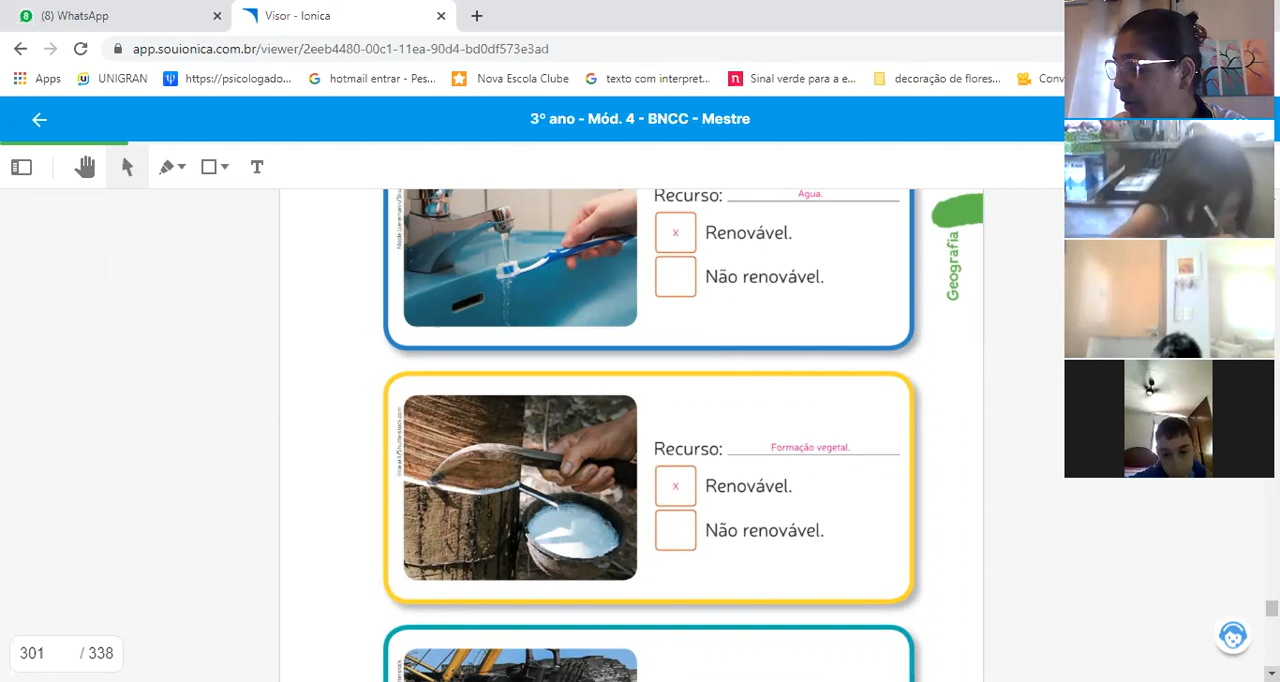 (8) WhatsApp
Visor - Ionica
app.souionica.com.br/viewer/2eeb4480-00c1-11ea-90d4-bd0df573e3ad
Apps UNIGRAN https://psicologado... hotmail entrar - Pes... Nova Escola Clube texto com interpret... Sinal verde para a e... decoração de flores... Conv
3º ano - Mód. 4 - BNCC - Mestre
T
Recurso: Água.
x Renovável.
Não renovável.
Geografia
Recurso: Formação vegetal.
x Renovável.
Não renovável.
301 / 338